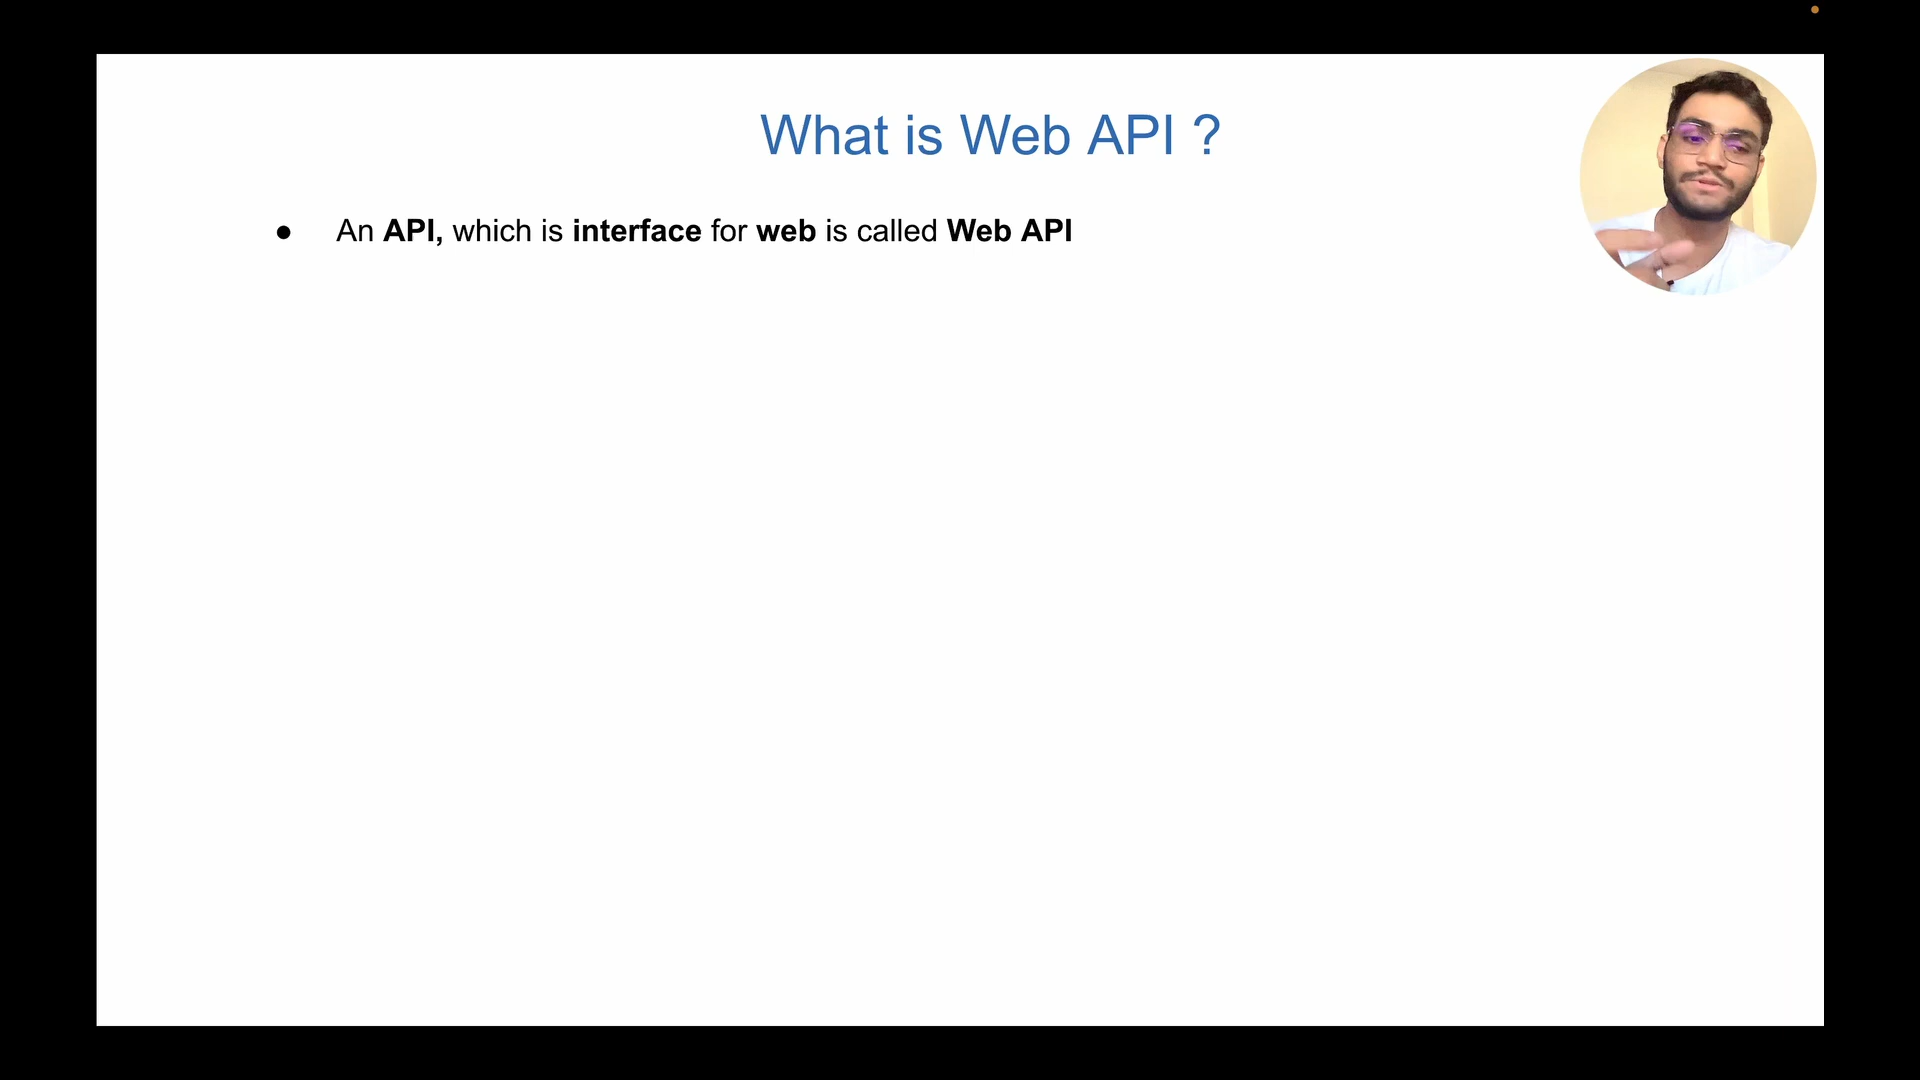 What is Web API ?
● An API, which is interface for web is called Web API